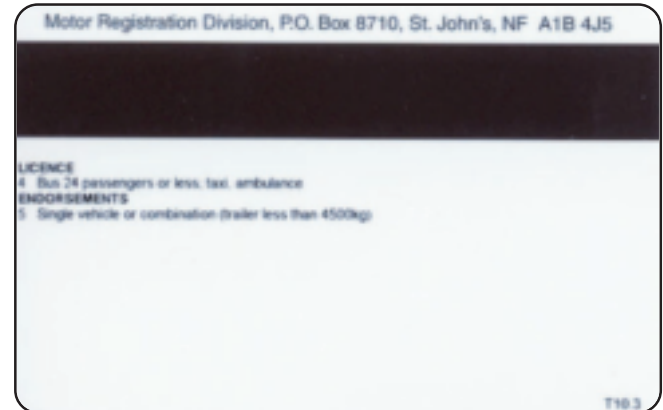 Motor Registration Division, P.O. Box 8710, St. John's, NF A1B 4J5
LICENCE
4 Bus 24 passengers or less, taxi, ambulance
ENDORSEMENTS
5 Single vehicle or combination (trailer less than 4500kg)
T10.3